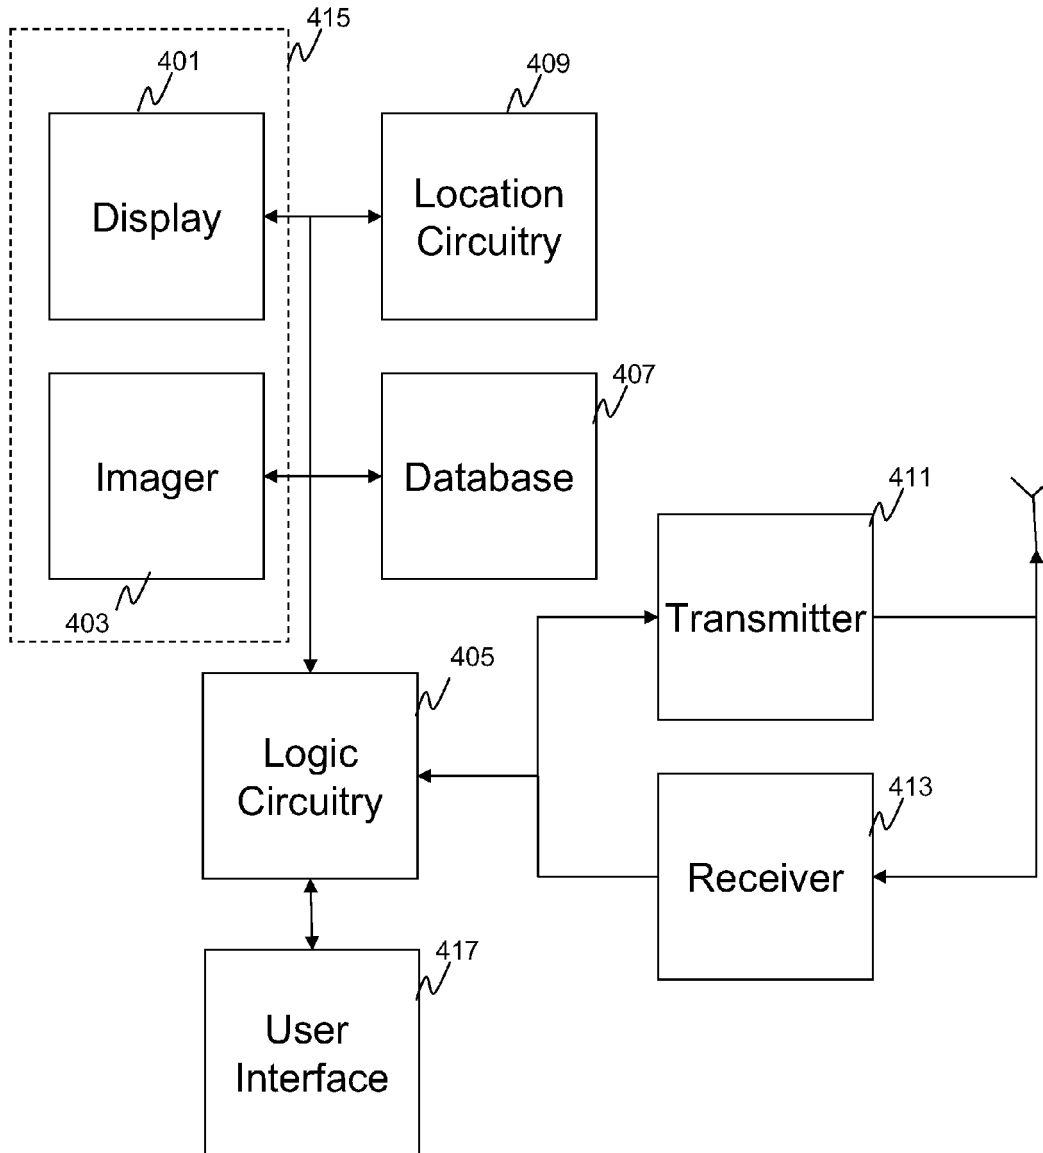 415
401
409
Display
Location
Circuitry
407
Imager
Database
403
411
Transmitter
405
Logic
Circuitry
413
Receiver
417
User
Interface